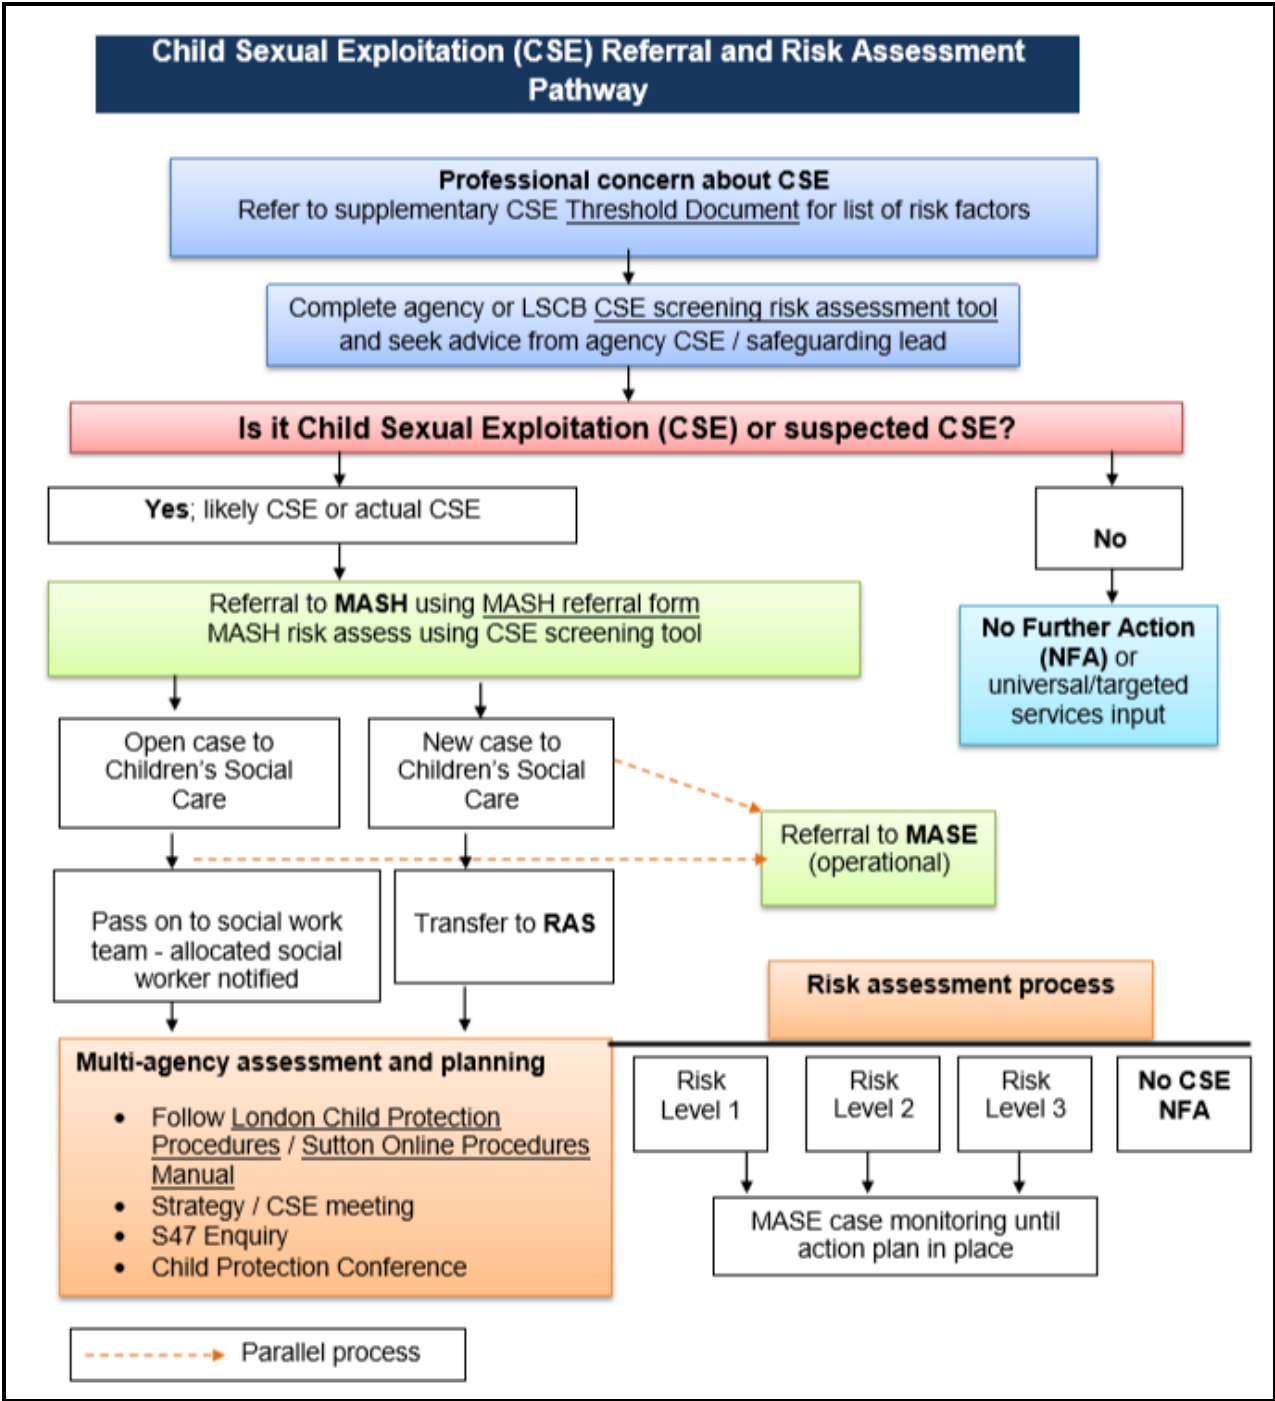 Child Sexual Exploitation (CSE) Referral and Risk Assessment
Pathway
Professional concern about CSE
Refer to supplementary CSE Threshold Document for list of risk factors
Complete agency or LSCB CSE screening risk assessment tool
and seek advice from agency CSE / safeguarding lead
Is it Child Sexual Exploitation (CSE) or suspected CSE?
Yes; likely CSE or actual CSE
No
Referral to MASH using MASH referral form
MASH risk assess using CSE screening tool
No Further Action
(NFA) or
universal/targeted
services input
Open case to
Children’s Social
Care
New case to
Children’s Social
Care
Referral to MASE
(operational)
Pass on to social work
team - allocated social
worker notified
Transfer to RAS
Risk assessment process
Multi-agency assessment and planning
• Follow London Child Protection
Procedures / Sutton Online Procedures
Manual
• Strategy / CSE meeting
• S47 Enquiry
• Child Protection Conference
Risk
Level 1
Risk
Level 2
Risk
Level 3
No CSE
NFA
MASE case monitoring until
action plan in place
Parallel process